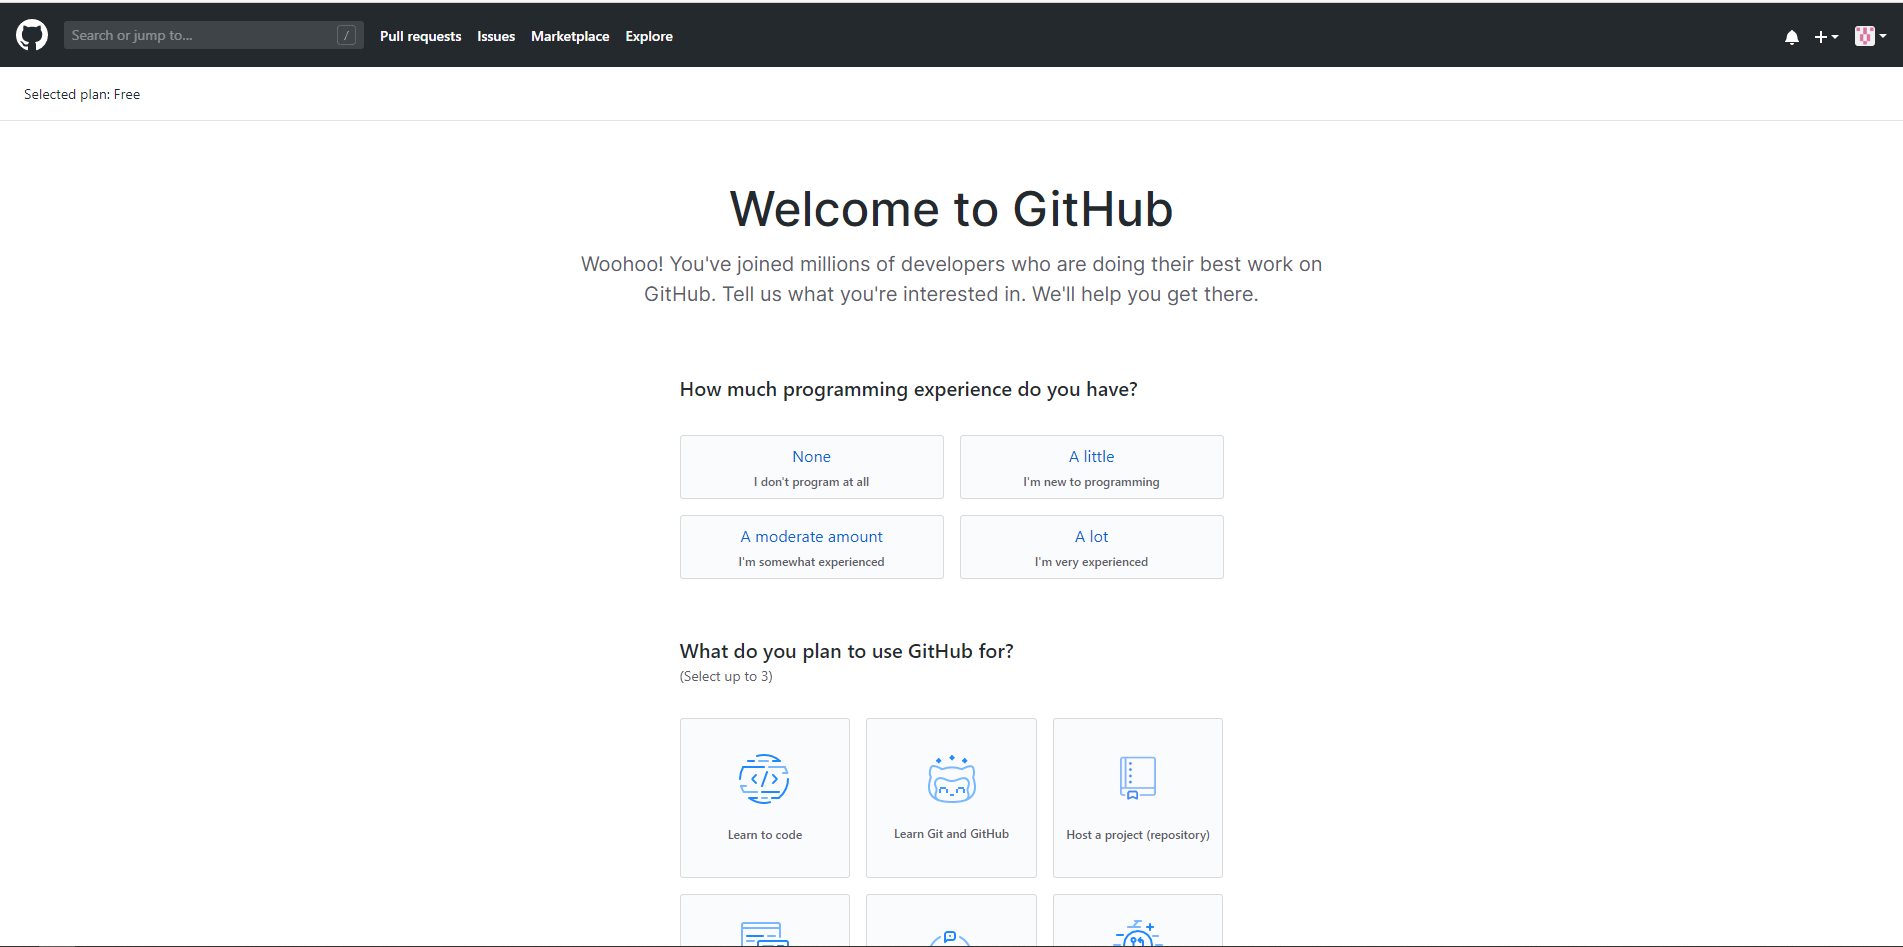 Search or jump to... /
Pull requests Issues Marketplace Explore
Selected plan: Free
Welcome to GitHub
Woohoo! You've joined millions of developers who are doing their best work on
GitHub. Tell us what you're interested in. We'll help you get there.
How much programming experience do you have?
None
I don't program at all
A little
I'm new to programming
A moderate amount
I'm somewhat experienced
A lot
I'm very experienced
What do you plan to use GitHub for?
(Select up to 3)
Learn to code
Learn Git and GitHub
Host a project (repository)